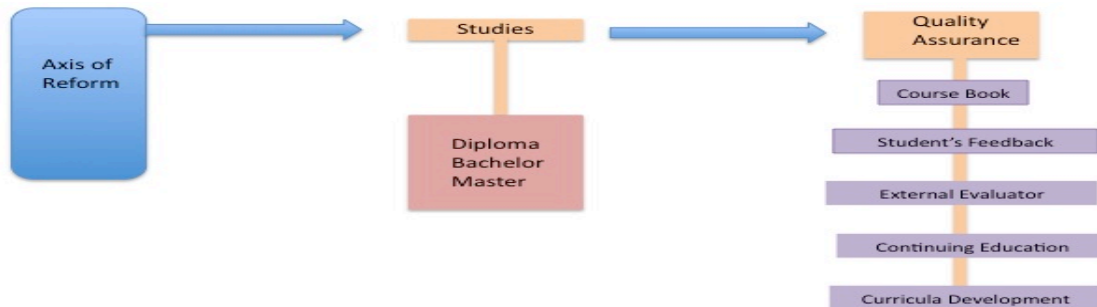 Axis of
Reform
Studies
Diploma
Bachelor
Master
Quality
Assurance
Course Book
Student's Feedback
External Evaluator
Continuing Education
Curricula Development